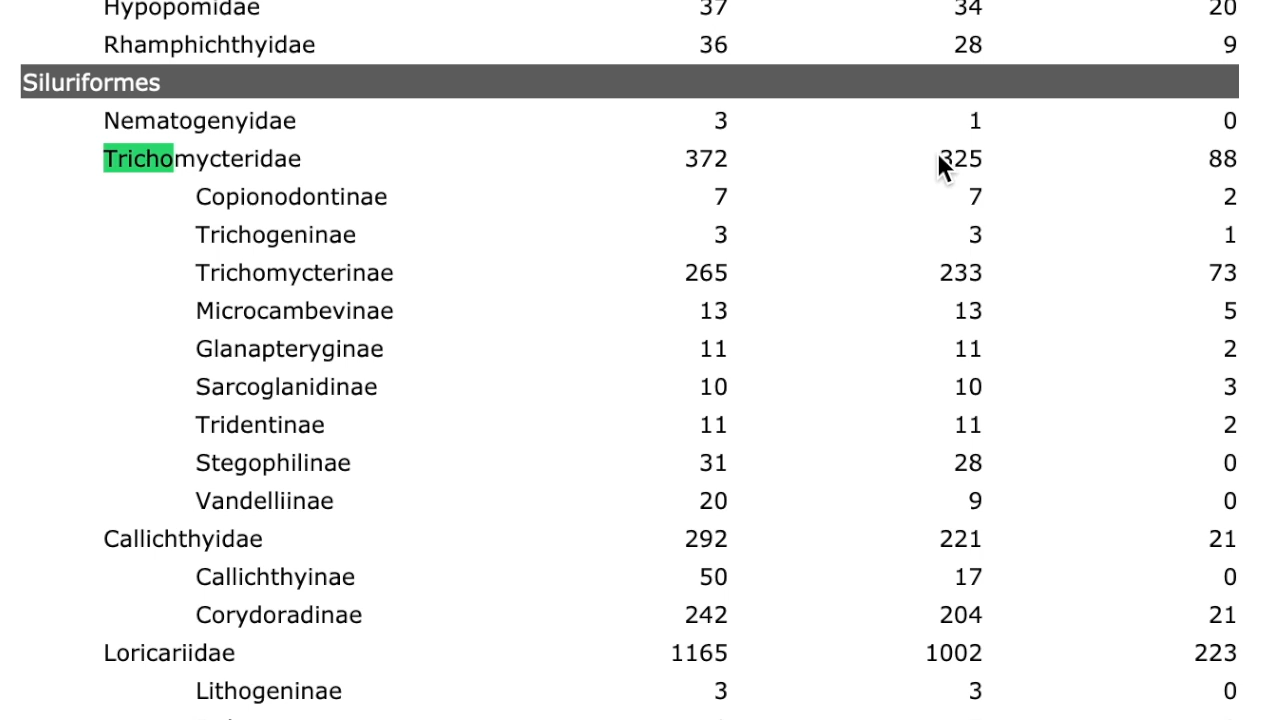 Hypopomidae 37 34 20
Rhamphichthyidae 36 28 9
Siluriformes
Nematogenyidae 3 1 0
Trichomycteridae 372 325 88
Copionodontinae 7 7 2
Trichogeninae 3 3 1
Trichomycterinae 265 233 73
Microcambevinae 13 13 5
Glanapteryginae 11 11 2
Sarcoglanidinae 10 10 3
Tridentinae 11 11 2
Stegophilinae 31 28 0
Vandelliinae 20 9 0
Callichthyidae 292 221 21
Callichthyinae 50 17 0
Corydoradinae 242 204 21
Loricariidae 1165 1002 223
Lithogeninae 3 3 0